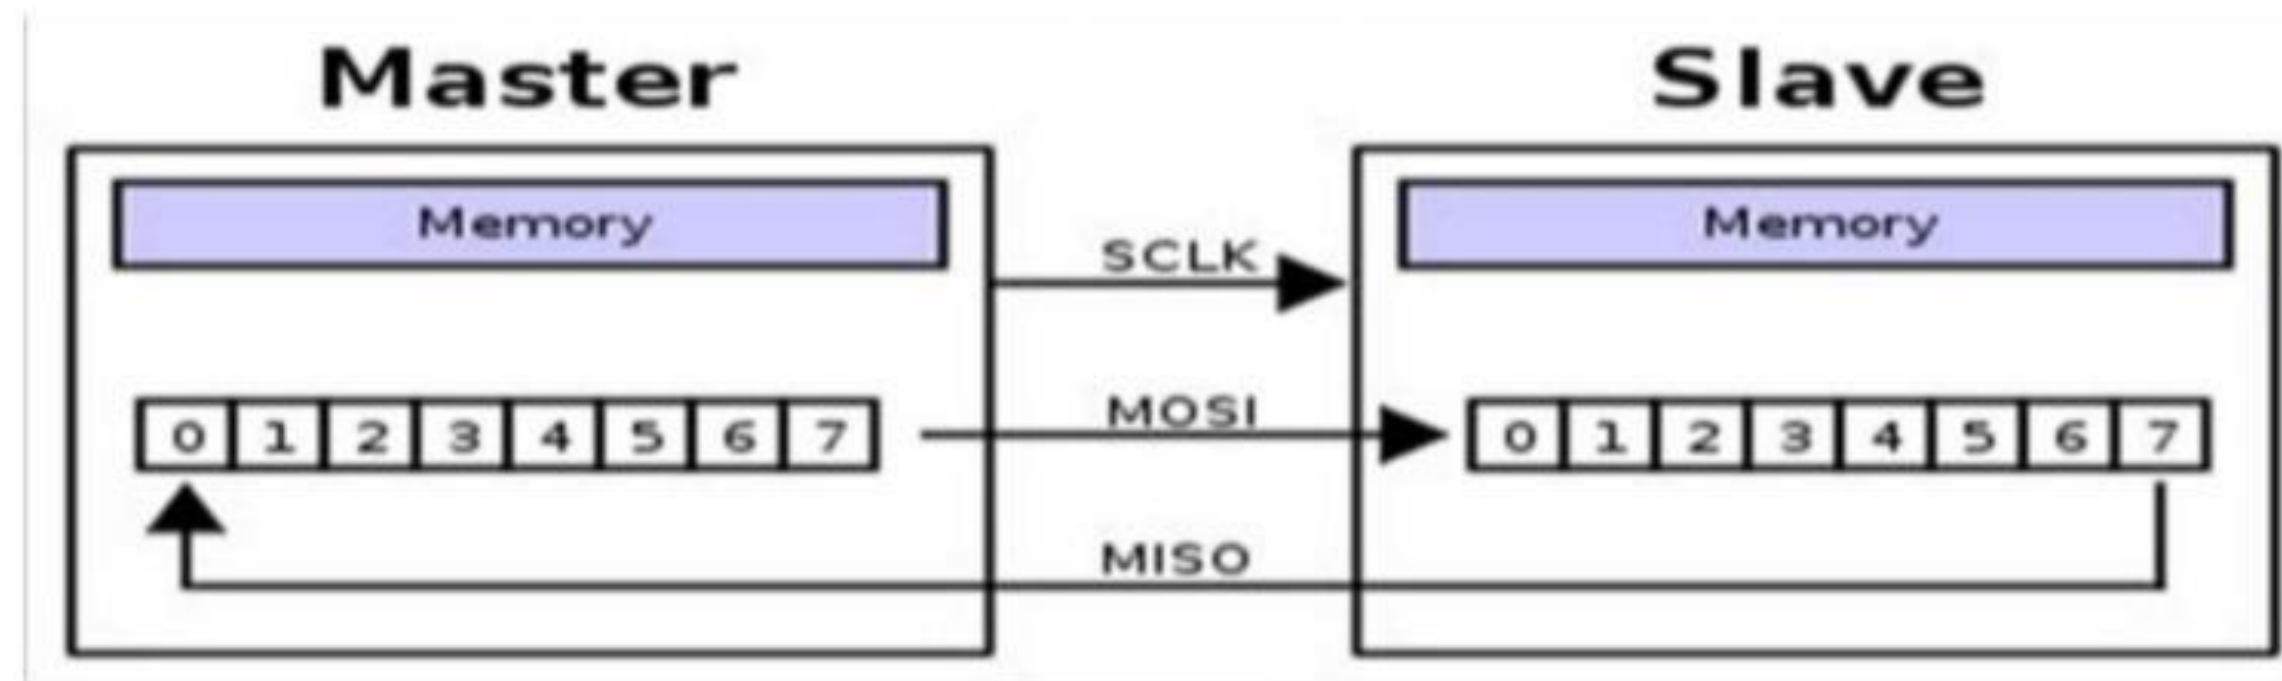 Master Slave
Memory Memory
SCLK
MOSI
0 1 2 3 4 5 6 7 0 1 2 3 4 5 6 7
MISO